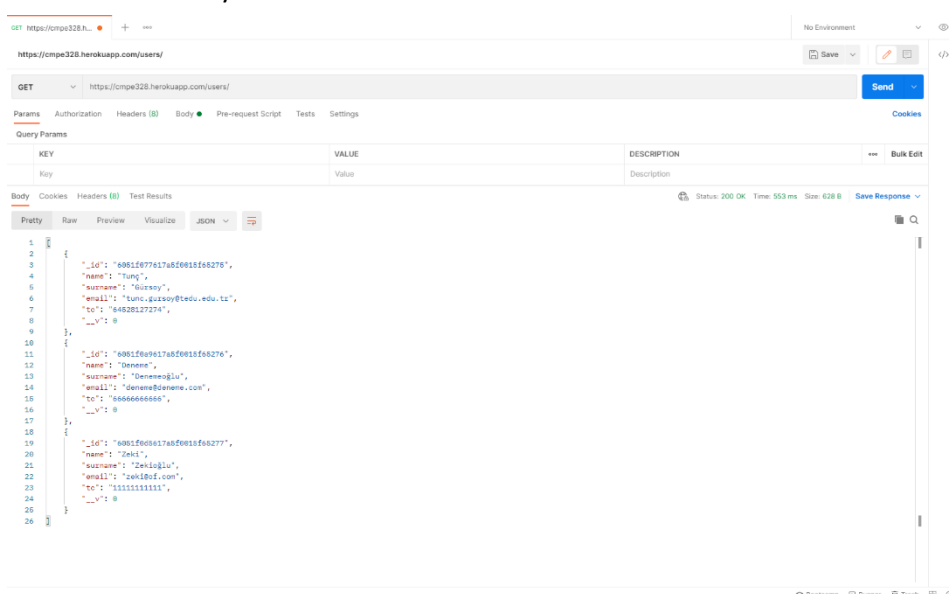 GET https://cmpe328.h...
No Environment
https://cmpe328.herokuapp.com/users/
Save
GET https://cmpe328.herokuapp.com/users/ Send
Params Authorization Headers (8) Body Pre-request Script Tests Settings Cookies
Query Params
KEY VALUE DESCRIPTION Bulk Edit
Key Value Description
Body Cookies Headers (8) Test Results Status: 200 OK Time: 553 ms Size: 628 B Save Response
Pretty Raw Preview Visualize JSON
1 [
2 {
3 "_id": "6051f077617a5f0015f65275",
4 "name": "Tunç",
5 "surname": "Gürsoy",
6 "email": "tunc.gursoy@tedu.edu.tr",
7 "tc": "64528127274",
8 "__v": 0
9 },
10 {
11 "_id": "6051f0a9617a5f0015f65276",
12 "name": "Deneme",
13 "surname": "Denemeoğlu",
14 "email": "deneme@deneme.com",
15 "tc": "66666666666",
16 "__v": 0
17 },
18 {
19 "_id": "6051f0d5617a5f0015f65277",
20 "name": "Zeki",
21 "surname": "Zekioğlu",
22 "email": "zeki@of.com",
23 "tc": "11111111111",
24 "__v": 0
25 }
26 ]